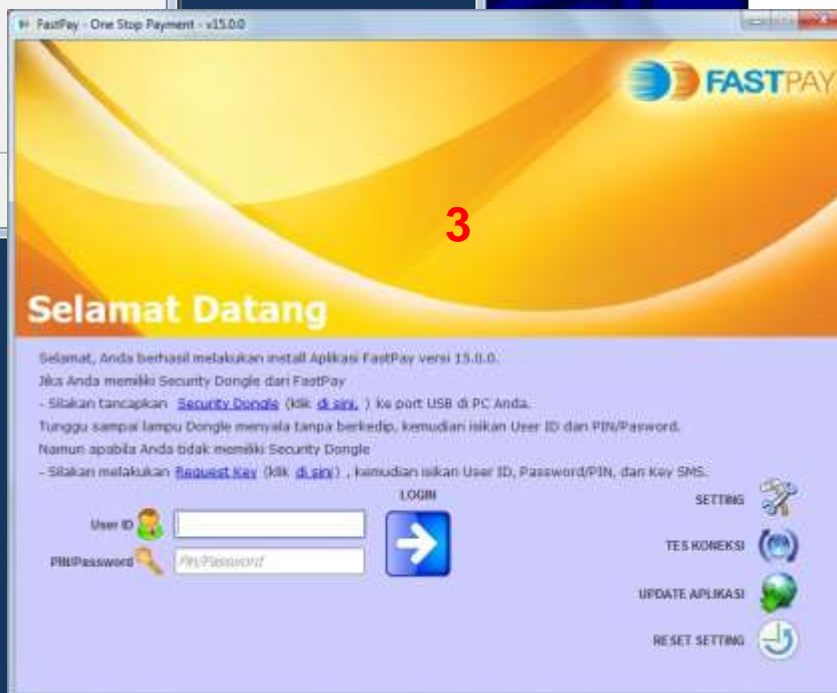 FastPay - One Stop Payment - v15.0.0
FASTPAY
3
Selamat Datang
Selamat, Anda berhasil melakukan install Aplikasi FastPay versi 15.0.0.
Jika Anda memiliki Security Dongle dari FastPay
- Silakan tancapkan Security Dongle (klik di sini, ) ke port USB di PC Anda.
Tunggu sampai lampu Dongle menyala tanpa berkedip, kemudian isikan User ID dan PIN/Pasword.
Namun apabila Anda tidak memiliki Security Dongle
- Silakan melakukan Request Key (klik di sini) , kemudian isikan User ID, Password/PIN, dan Key SMS.
LOGIN
User ID
PIN/Password
Pin/Password
SETTING
TES KONEKSI
UPDATE APLIKASI
RESET SETTING